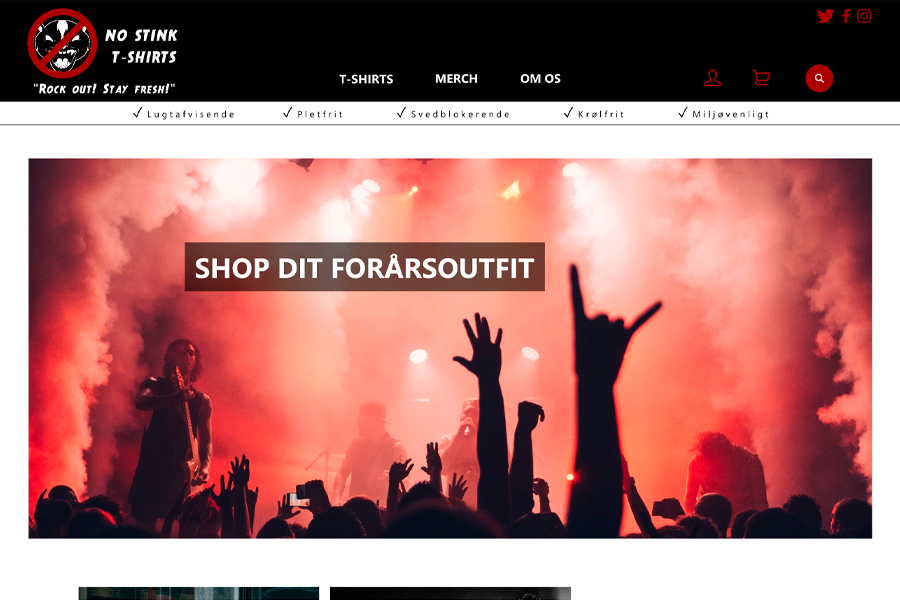 NO STINK
T-SHIRTS
"Rock out! Stay fresh!"
T-SHIRTS MERCH OM OS
✓ Lugtafvisende ✓ Pletfrit ✓ Svedblokerende ✓ Krølfrit ✓ Miljøvenligt
SHOP DIT FORÅRSOUTFIT